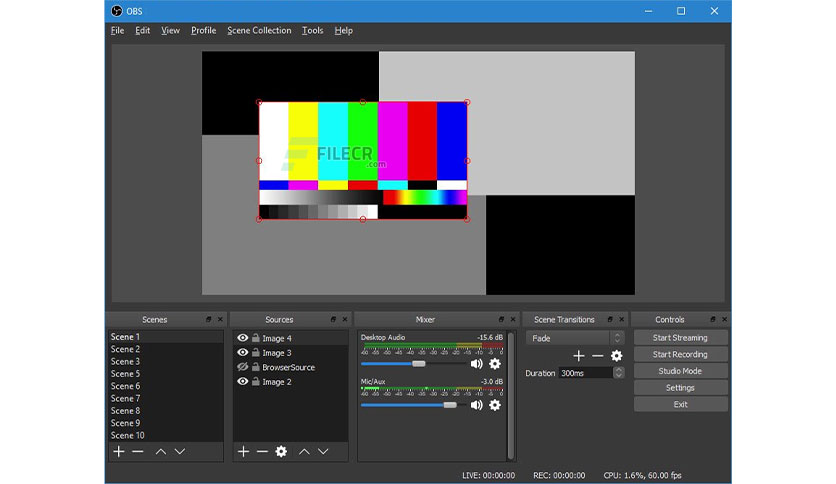 OBS
File Edit View Profile Scene Collection Tools Help
FILECR
.com
Scenes
Scene 1
Scene 2
Scene 3
Scene 5
Scene 6
Scene 7
Scene 8
Scene 9
Scene 10
Sources
Image 4
Image 3
BrowserSource
Image 2
Mixer
Desktop Audio -15.6 dB
-60 -55 -50 -45 -40 -35 -30 -25 -20 -15 -10 -5 0
Mic/Aux -3.0 dB
-60 -55 -50 -45 -40 -35 -30 -25 -20 -15 -10 -5 0
Scene Transitions
Fade
Duration 300ms
Controls
Start Streaming
Start Recording
Studio Mode
Settings
Exit
LIVE: 00:00:00 REC: 00:00:00 CPU: 1.6%, 60.00 fps